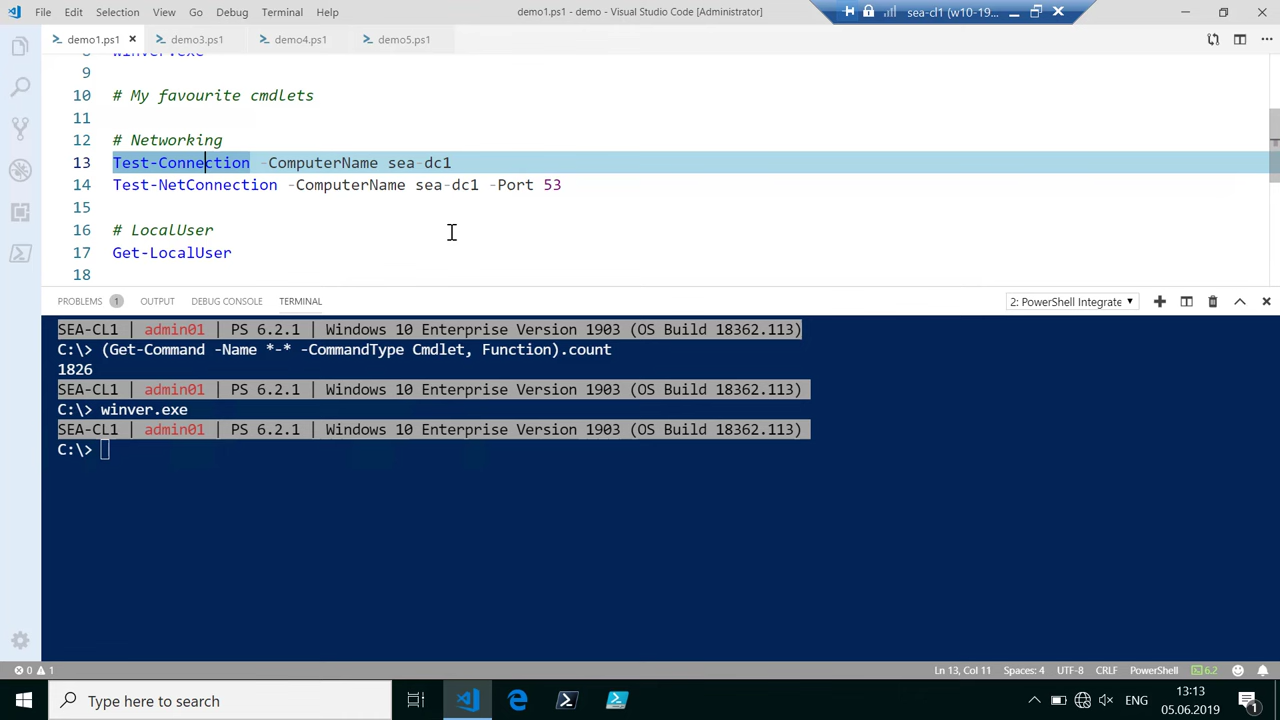 File Edit Selection View Go Debug Terminal Help demo1.ps1 - demo - Visual Studio Code [Administrator] sea-cl1 (w10-19...
demo1.ps1 demo3.ps1 demo4.ps1 demo5.ps1
winver.exe
9
10 # My favourite cmdlets
11
12 # Networking
13 Test-Connection -ComputerName sea-dc1
14 Test-NetConnection -ComputerName sea-dc1 -Port 53
15
16 # LocalUser
17 Get-LocalUser
18
PROBLEMS 1 OUTPUT DEBUG CONSOLE TERMINAL 2: PowerShell Integrate
SEA-CL1 | admin01 | PS 6.2.1 | Windows 10 Enterprise Version 1903 (OS Build 18362.113)
C:\> (Get-Command -Name *-* -CommandType Cmdlet, Function).count
1826
SEA-CL1 | admin01 | PS 6.2.1 | Windows 10 Enterprise Version 1903 (OS Build 18362.113)
C:\> winver.exe
SEA-CL1 | admin01 | PS 6.2.1 | Windows 10 Enterprise Version 1903 (OS Build 18362.113)
C:\>
0 1 Ln 13, Col 11 Spaces: 4 UTF-8 CRLF PowerShell 6.2
Type here to search ENG 13:13
05.06.2019 1